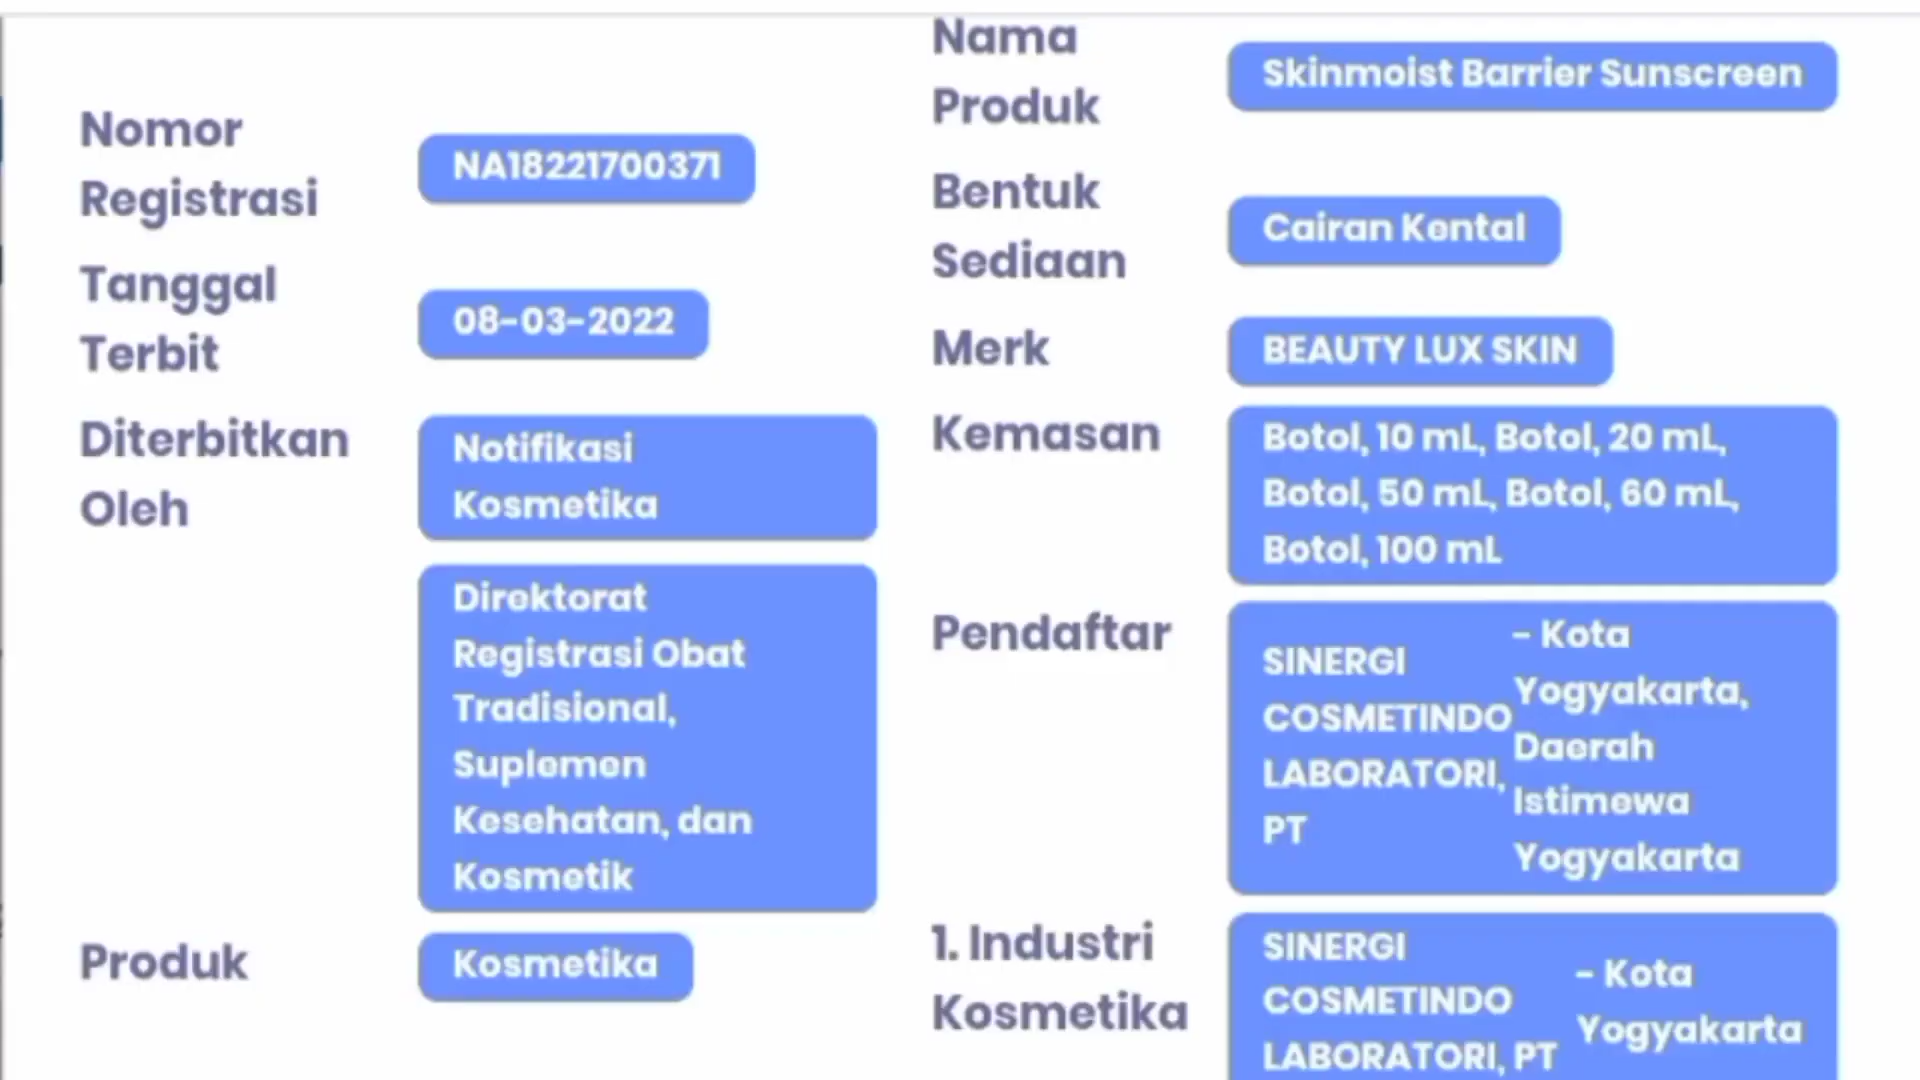 Nomor
Registrasi
NA18221700371
Tanggal
Terbit
08-03-2022
Diterbitkan
Oleh
Notifikasi
Kosmetika
Direktorat
Registrasi Obat
Tradisional,
Suplemen
Kesehatan, dan
Kosmetik
Produk
Kosmetika
Nama
Produk
Skinmoist Barrier Sunscreen
Bentuk
Sediaan
Cairan Kental
Merk
BEAUTY LUX SKIN
Kemasan
Botol, 10 mL, Botol, 20 mL,
Botol, 50 mL, Botol, 60 mL,
Botol, 100 mL
Pendaftar
SINERGI
COSMETINDO
LABORATORI,
PT
- Kota
Yogyakarta,
Daerah
Istimewa
Yogyakarta
1. Industri
Kosmetika
SINERGI
COSMETINDO
LABORATORI, PT
- Kota
Yogyakarta